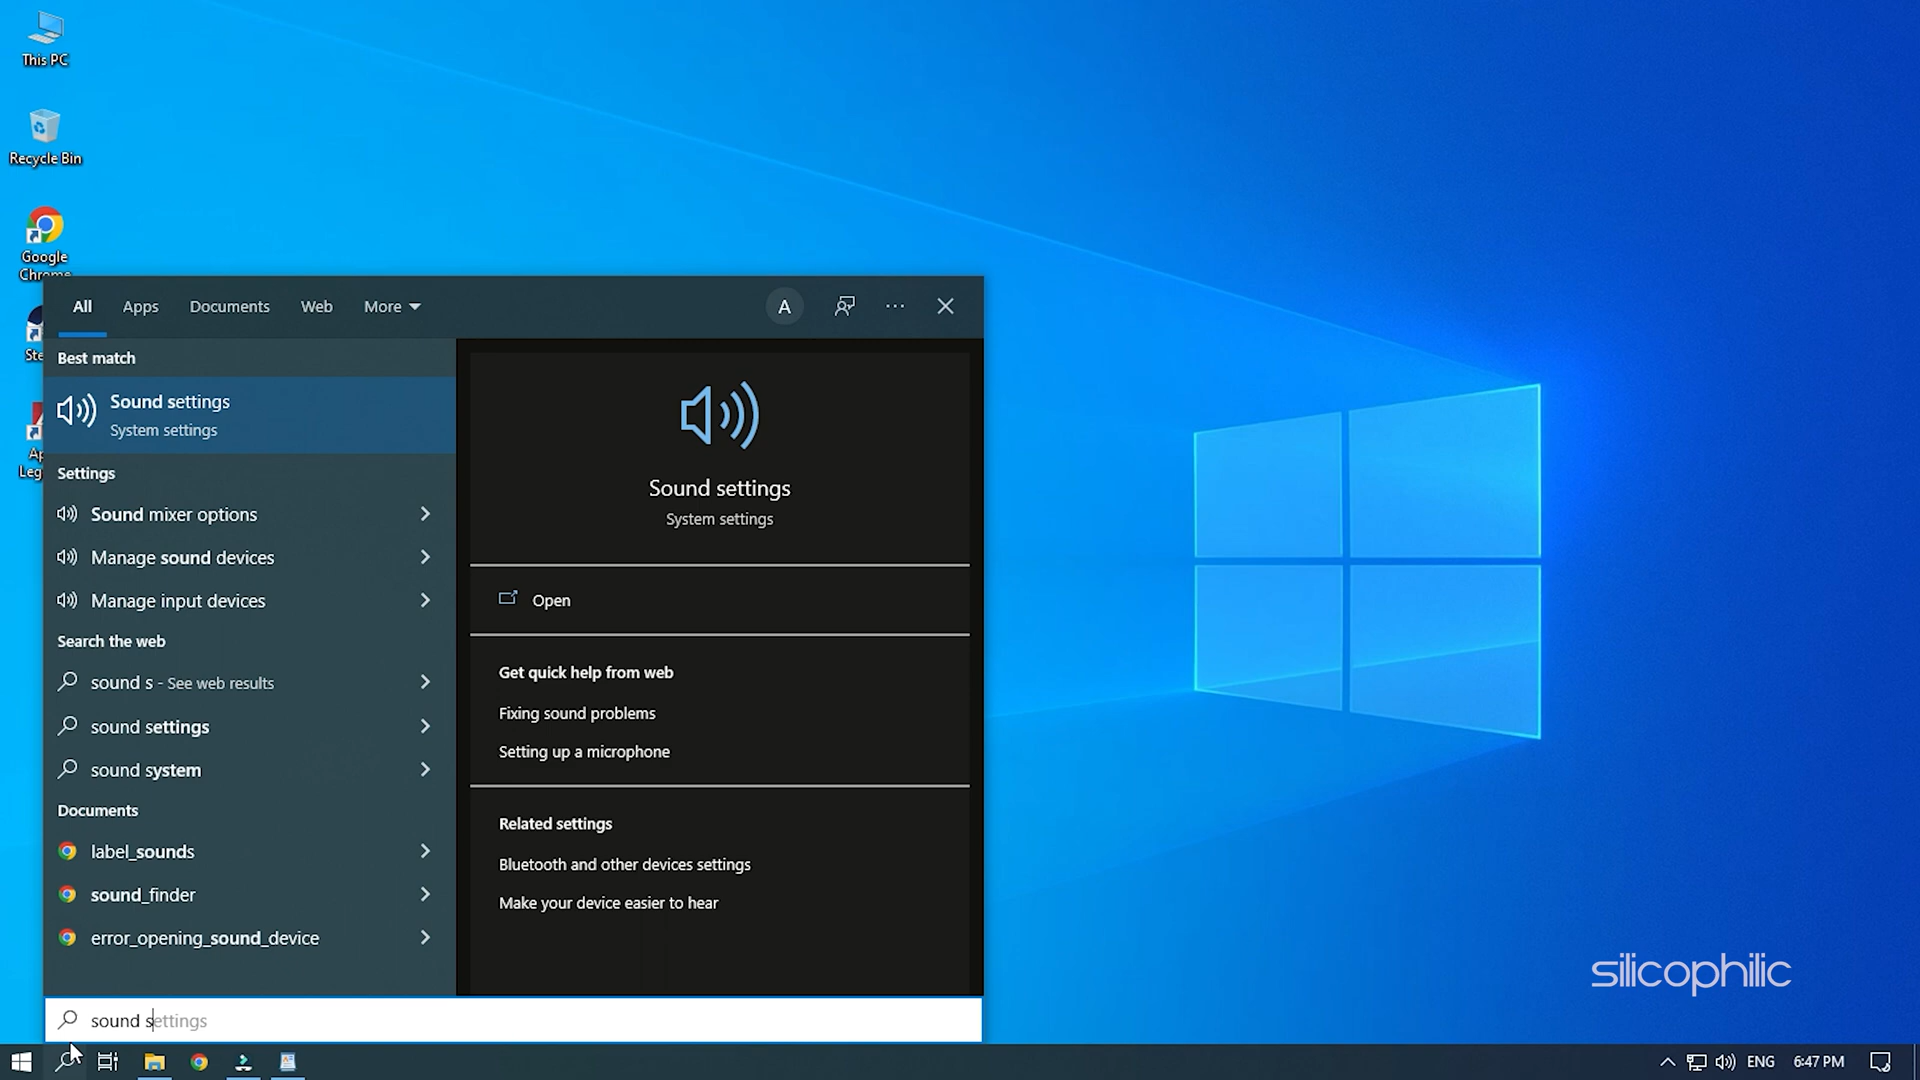 This PC
Recycle Bin
Google
Chrome
Ste
Ap
Leg
All
Apps
Documents
Web
More
A
Best match
Sound settings
System settings
Settings
Sound mixer options
Manage sound devices
Manage input devices
Search the web
sound s - See web results
sound settings
sound system
Documents
label_sounds
sound_finder
error_opening_sound_device
Sound settings
System settings
Open
Get quick help from web
Fixing sound problems
Setting up a microphone
Related settings
Bluetooth and other devices settings
Make your device easier to hear
silicophilic
sound settings
ENG
6:47 PM